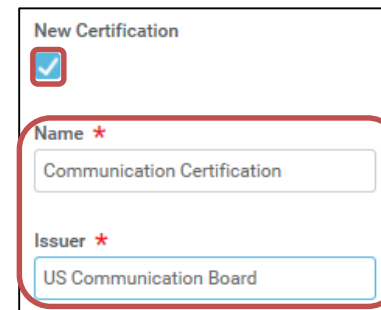 New Certification
Name *
Communication Certification
Issuer *
US Communication Board